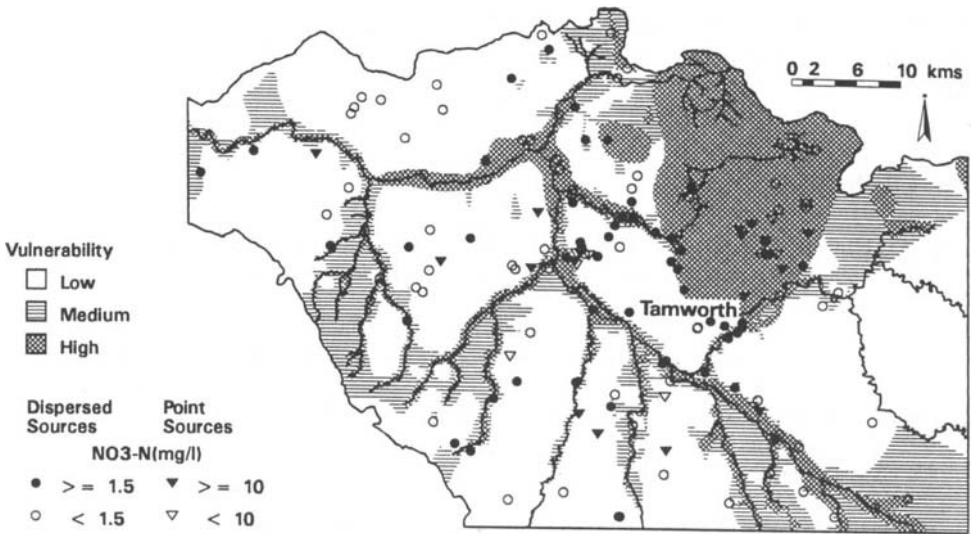 0 2 6 10 kms
Vulnerability
Low
Medium
High
Tamworth
Dispersed Sources
Point Sources
NO3-N(mg/l)
>= 1.5
>= 10
< 1.5
< 10